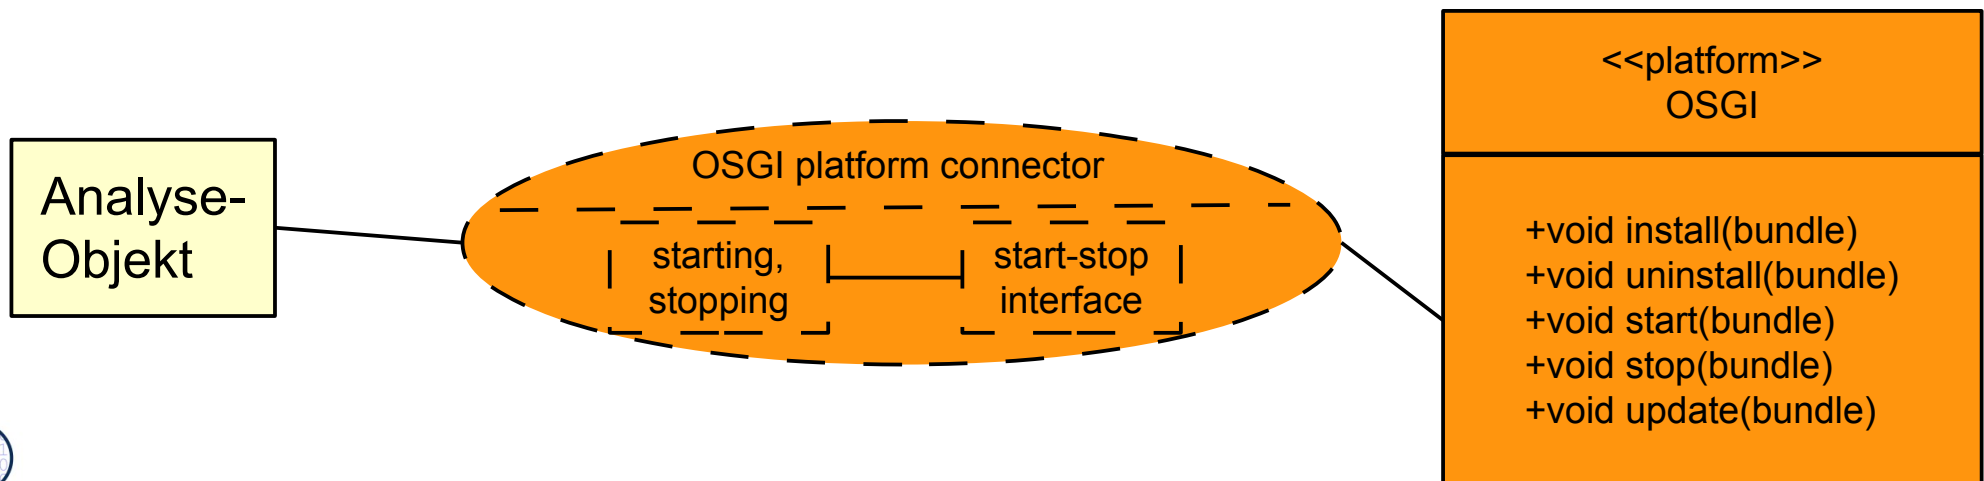 Analyse-
Objekt
OSGI platform connector
starting,
stopping
start-stop
interface
<<platform>>
OSGI
+void install(bundle)
+void uninstall(bundle)
+void start(bundle)
+void stop(bundle)
+void update(bundle)